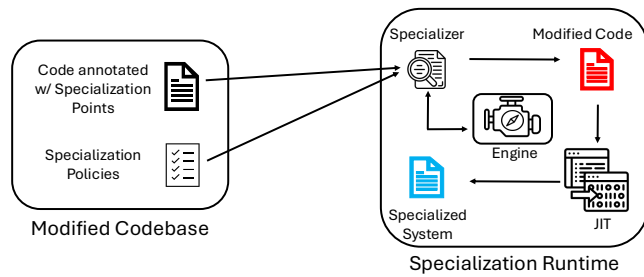 Code annotated
w/ Specialization
Points
Specialization
Policies
Modified Codebase
Specializer
Modified Code
Engine
Specialized
System
JIT
Specialization Runtime